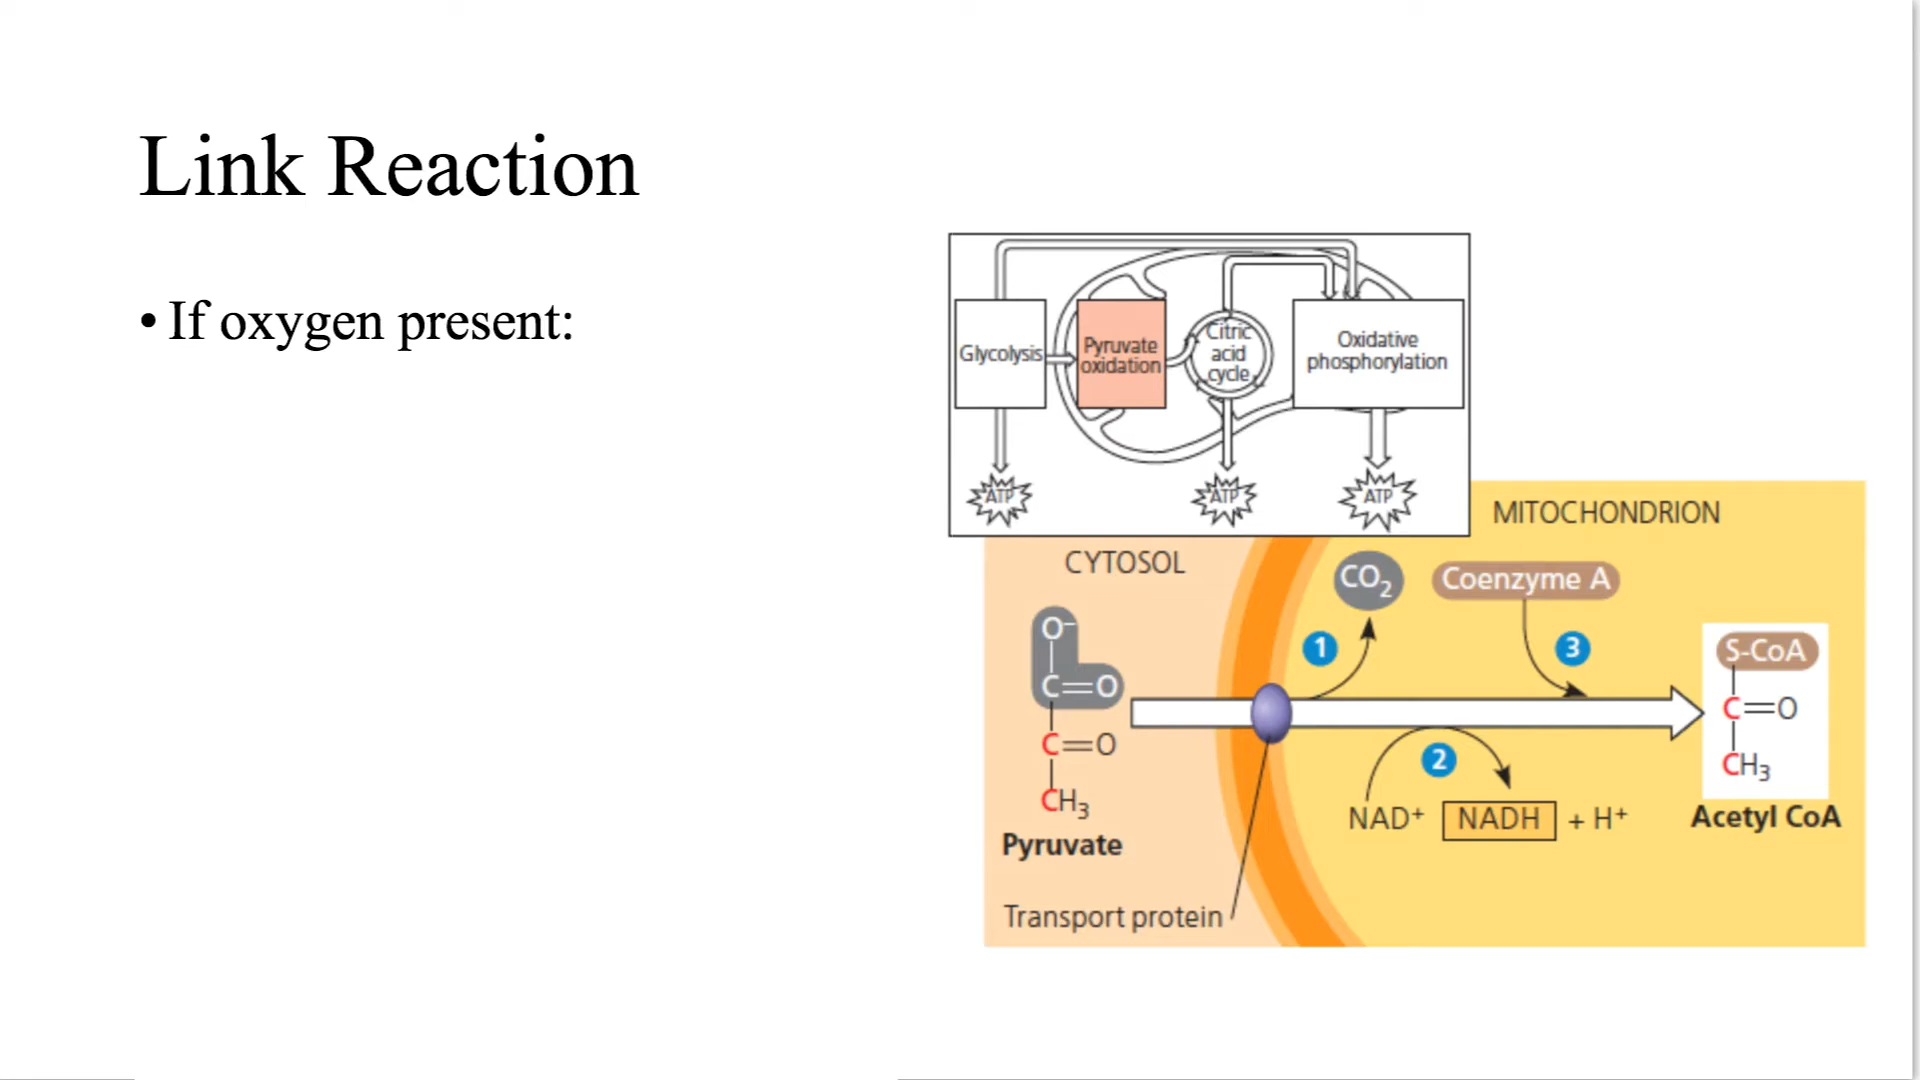 Link Reaction
• If oxygen present:
Glycolysis
Pyruvate
oxidation
Citric
acid
cycle
Oxidative
phosphorylation
ATP
ATP
ATP
MITOCHONDRION
CYTOSOL
CO₂
Coenzyme A
O⁻
C=O
C=O
CH₃
Pyruvate
1
3
2
S-CoA
C=O
CH₃
Acetyl CoA
NAD⁺ NADH + H⁺
Transport protein